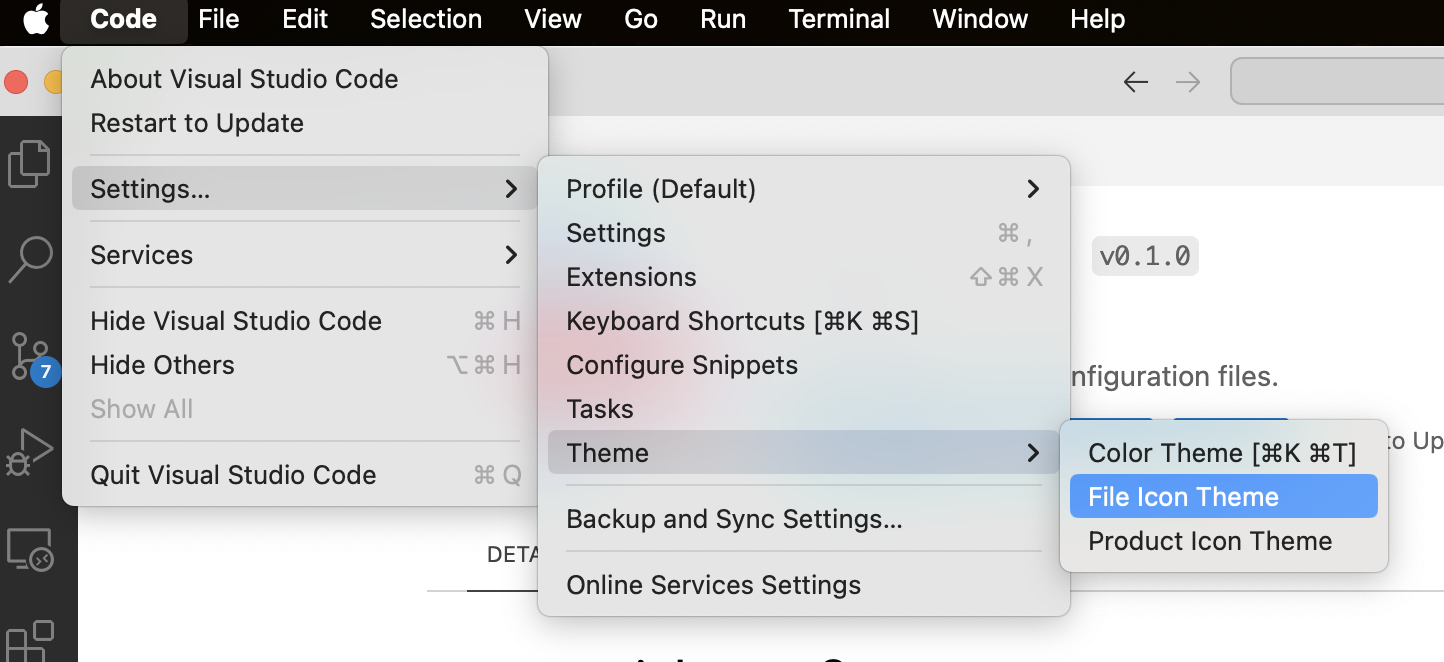 Code File Edit Selection View Go Run Terminal Window Help
About Visual Studio Code
Restart to Update
Settings...
Services
Hide Visual Studio Code ⌘ H
Hide Others ⌥ ⌘ H
Show All
Quit Visual Studio Code ⌘ Q
Profile (Default)
Settings ⌘ ,
Extensions ⇧ ⌘ X
Keyboard Shortcuts [⌘K ⌘S]
Configure Snippets
Tasks
Theme
Backup and Sync Settings...
Online Services Settings
Color Theme [⌘K ⌘T]
File Icon Theme
Product Icon Theme
v0.1.0
nfiguration files.
to Up
7
DETA